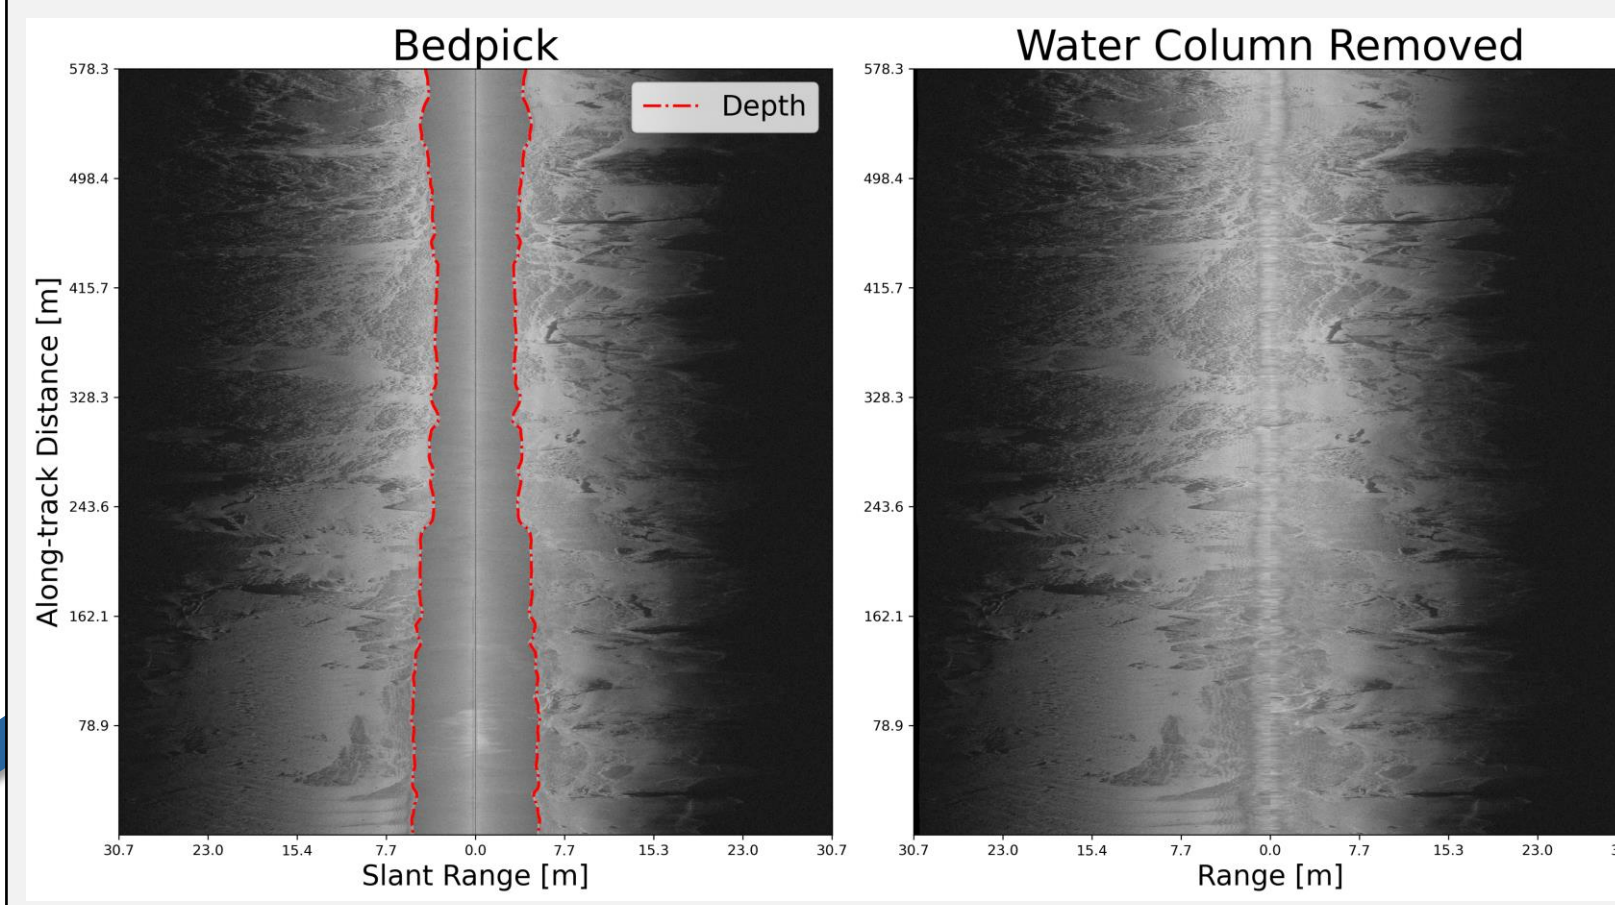 Bedpick
Depth
578.3
498.4
415.7
328.3
243.6
162.1
78.9
Along-track Distance [m]
30.7 23.0 15.4 7.7 0.0 7.7 15.3 23.0 30.7
Slant Range [m]
Water Column Removed
578.3
498.4
415.7
328.3
243.6
162.1
78.9
30.7 23.0 15.4 7.7 0.0 7.7 15.3 23.0
Range [m]